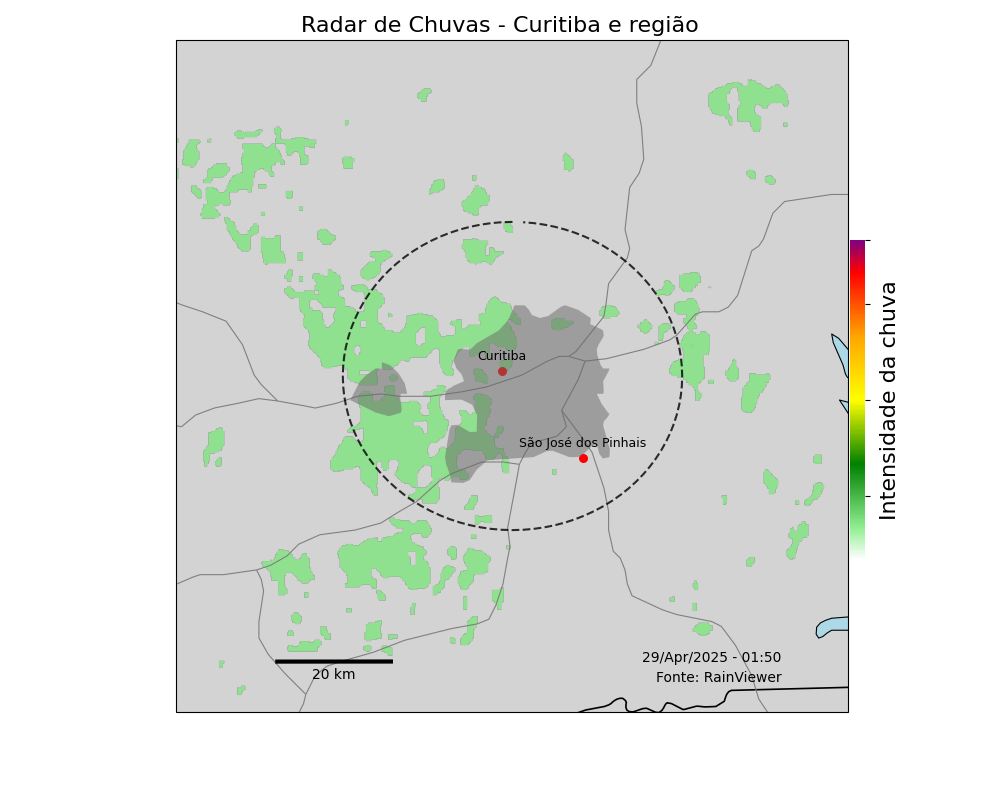 Radar de Chuvas - Curitiba e região
Curitiba
São José dos Pinhais
Intensidade da chuva
20 km
29/Apr/2025 - 01:50
Fonte: RainViewer